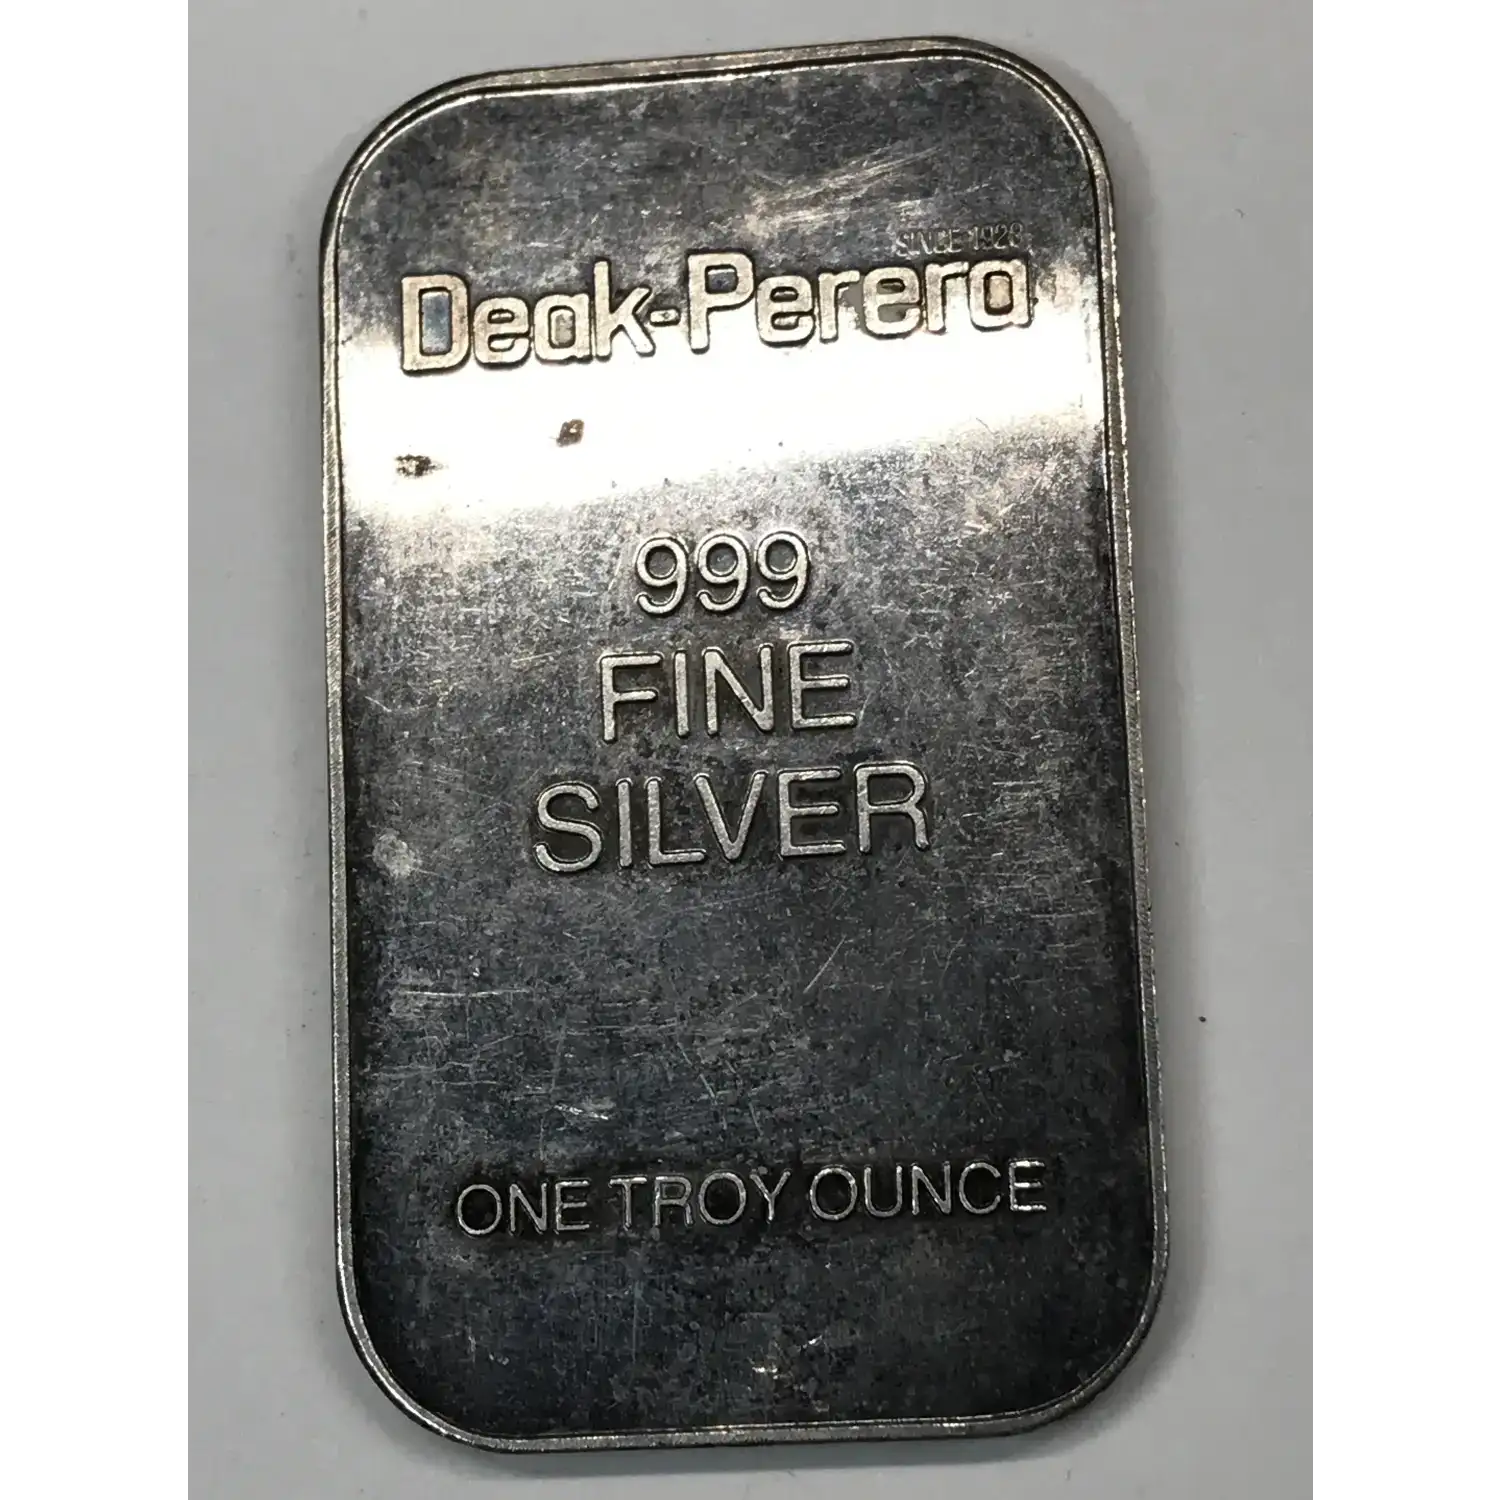 SINCE 1928
Deak-Perera
999
FINE
SILVER
ONE TROY OUNCE